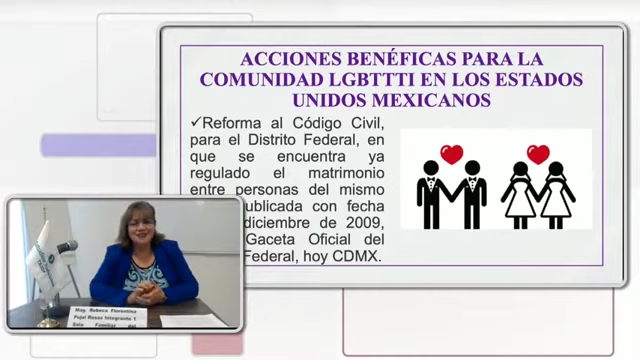 ACCIONES BENÉFICAS PARA LA
COMUNIDAD LGBTTTI EN LOS ESTADOS
UNIDOS MEXICANOS
✓Reforma al Código Civil,
para el Distrito Federal, en
que se encuentra ya
regulado el matrimonio
entre personas del mismo
publicada con fecha
diciembre de 2009,
Gaceta Oficial del
Federal, hoy CDMX.
Mag. Rebeca Florentina
Pujol Rosas Integrante 1
Sala Familiar